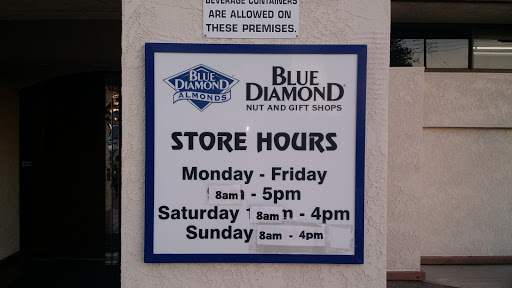 BEVERAGE CONTAINERS
ARE ALLOWED ON
THESE PREMISES.
BLUE
DIAMOND
ALMONDS
BLUE
DIAMOND
NUT AND GIFT SHOPS
STORE HOURS
Monday - Friday
8am - 5pm
Saturday 8am - 4pm
Sunday 8am - 4pm